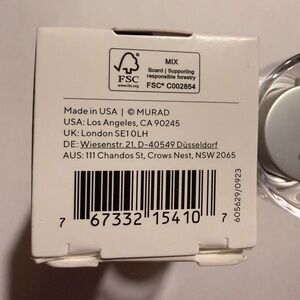 FSC
www.fsc.org
MIX
Board | Supporting
responsible forestry
FSC® C002854
Made in USA | © MURAD
USA: Los Angeles, CA 90245
UK: London SE1 0LH
DE: Wiesenstr. 21, D-40549 Düsseldorf
AUS: 111 Chandos St, Crows Nest, NSW 2065
7 67332 15410 7
605629/0923